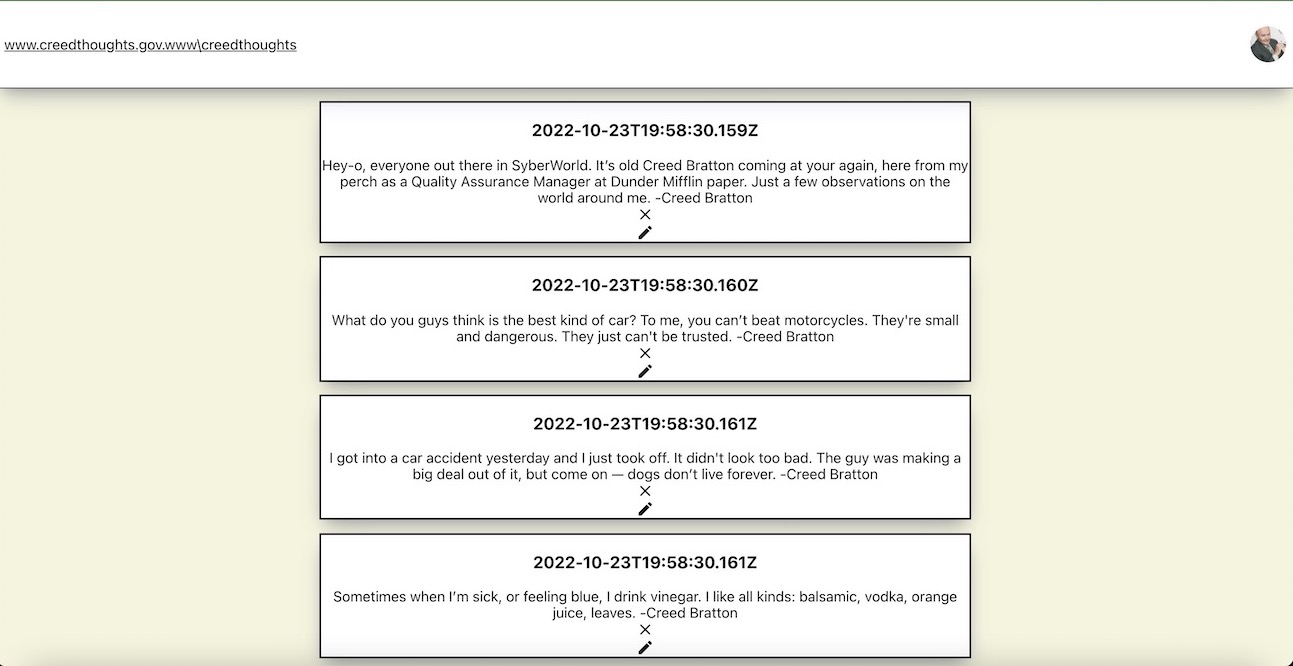 www.creedthoughts.gov.www\creedthoughts
2022-10-23T19:58:30.159Z
Hey-o, everyone out there in SyberWorld. It’s old Creed Bratton coming at your again, here from my
perch as a Quality Assurance Manager at Dunder Mifflin paper. Just a few observations on the
world around me. -Creed Bratton
2022-10-23T19:58:30.160Z
What do you guys think is the best kind of car? To me, you can’t beat motorcycles. They're small
and dangerous. They just can't be trusted. -Creed Bratton
2022-10-23T19:58:30.161Z
I got into a car accident yesterday and I just took off. It didn't look too bad. The guy was making a
big deal out of it, but come on — dogs don’t live forever. -Creed Bratton
2022-10-23T19:58:30.161Z
Sometimes when I’m sick, or feeling blue, I drink vinegar. I like all kinds: balsamic, vodka, orange
juice, leaves. -Creed Bratton